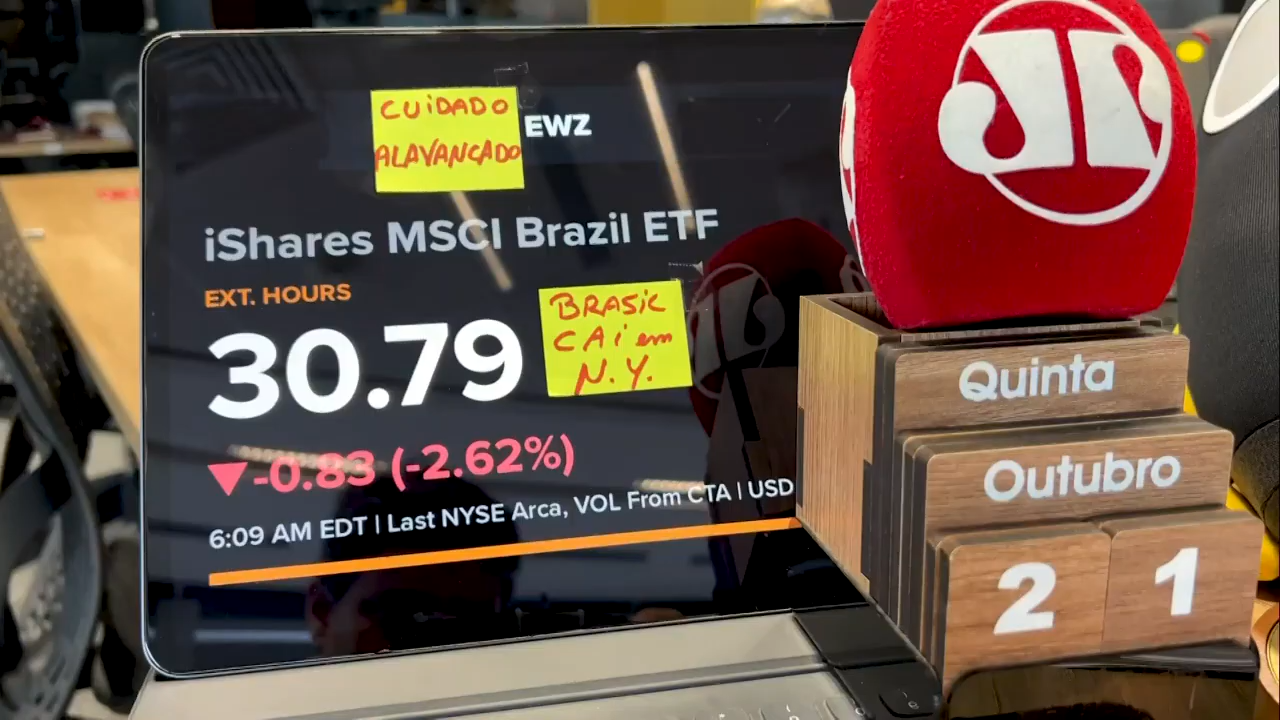 CUiDADO
ALAVANCADO
EWZ
iShares MSCI Brazil ETF
EXT. HOURS
30.79
BRASiL
CAi em
N.Y.
▼-0.83 (-2.62%)
6:09 AM EDT | Last NYSE Arca, VOL From CTA | USD
JP
Quinta
Outubro
2 1